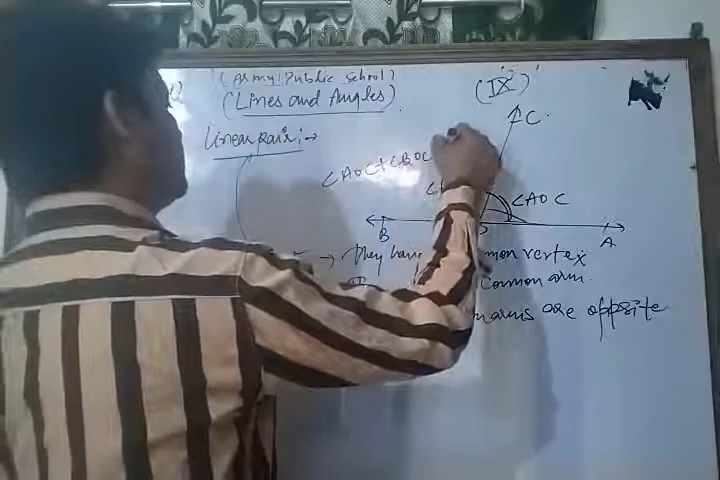 (Army Public School)
(Lines and Angles)
(IX)
Linear pair:→
C
∠AOC+∠BOC
∠AOC
B
A
→ They have
mon vertex
Common arm.
arms are opposite